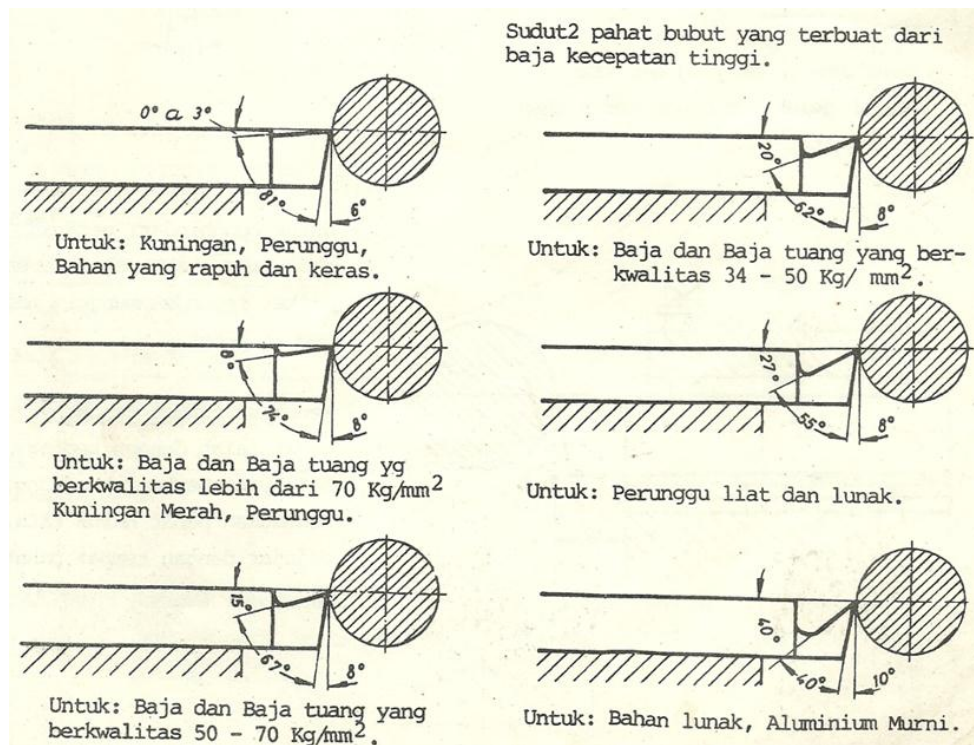 Sudut2 pahat bubut yang terbuat dari
baja kecepatan tinggi.
0° a 3°
81°
6°
Untuk: Kuningan, Perunggu,
Bahan yang rapuh dan keras.
20°
62°
8°
Untuk: Baja dan Baja tuang yang ber-
kwalitas 34 - 50 Kg/ mm².
8°
74°
8°
Untuk: Baja dan Baja tuang yg
berkwalitas lebih dari 70 Kg/mm²
Kuningan Merah, Perunggu.
27°
55°
8°
Untuk: Perunggu liat dan lunak.
15°
67°
8°
Untuk: Baja dan Baja tuang yang
berkwalitas 50 - 70 Kg/mm².
40°
40°
10°
Untuk: Bahan lunak, Aluminium Murni.